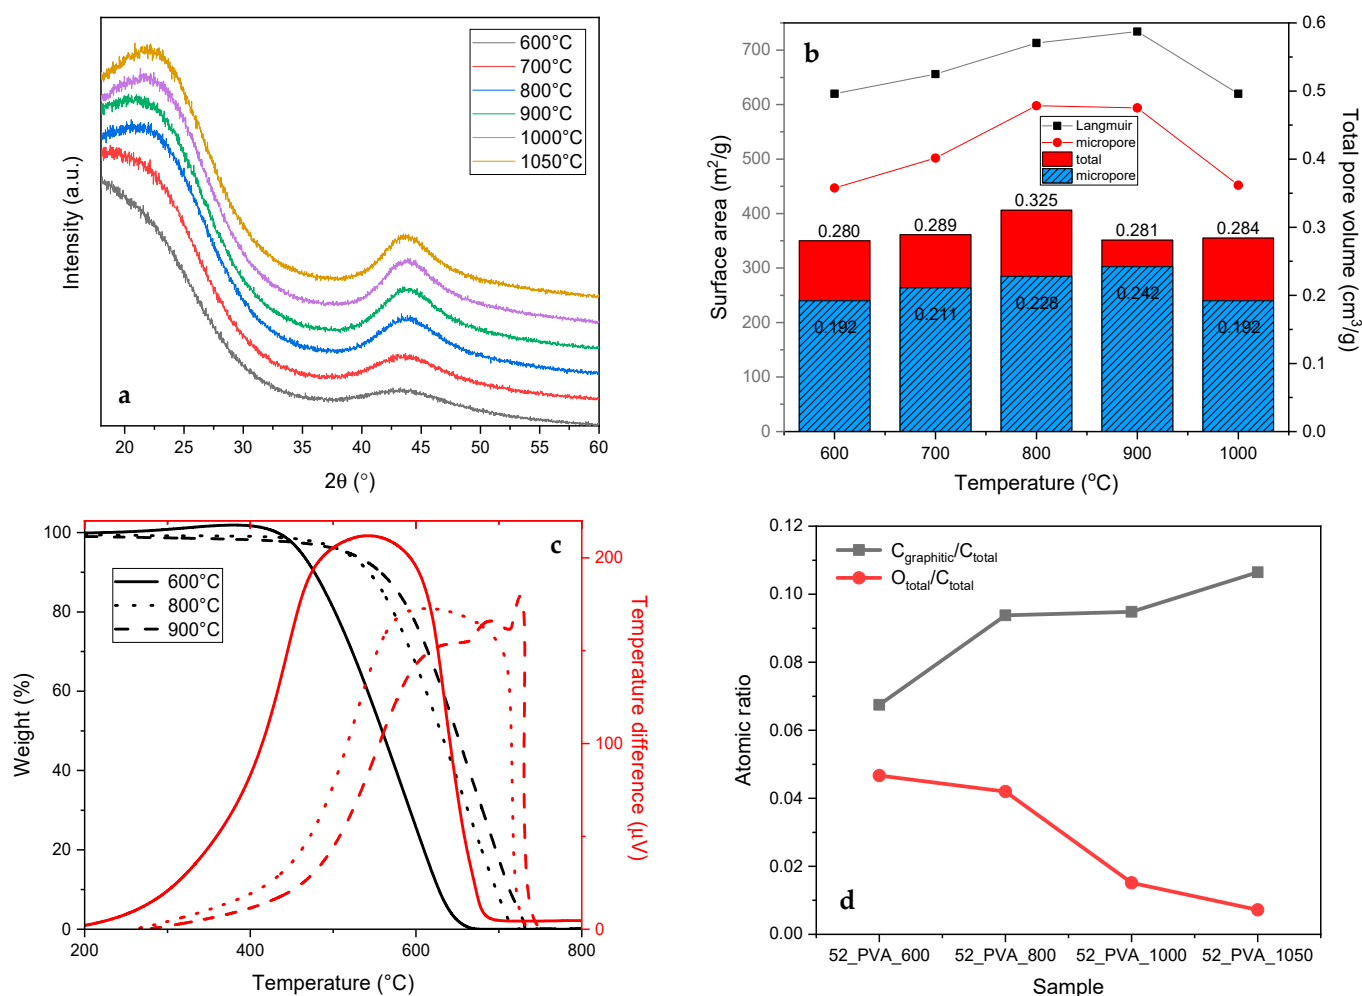 600°C
700°C
800°C
900°C
1000°C
1050°C
Intensity (a.u.)
a
20 25 30 35 40 45 50 55 60
2θ (°)
b
Surface area (m²/g)
700
600
500
400
300
200
100
0
Langmuir
micropore
total
micropore
0.280 0.289 0.325 0.281 0.284
0.192 0.211 0.228 0.242 0.192
0.6
0.5
0.4
0.3
0.2
0.1
0.0
Total pore volume (cm³/g)
600 700 800 900 1000
Temperature (°C)
c
Weight (%)
100
80
60
40
20
0
600°C
800°C
900°C
200
100
0
Temperature difference (μV)
200 400 600 800
Temperature (°C)
0.12
0.10
0.08
0.06
0.04
0.02
0.00
Atomic ratio
C_graphitic/C_total
O_total/C_total
d
52_PVA_600 52_PVA_800 52_PVA_1000 52_PVA_1050
Sample